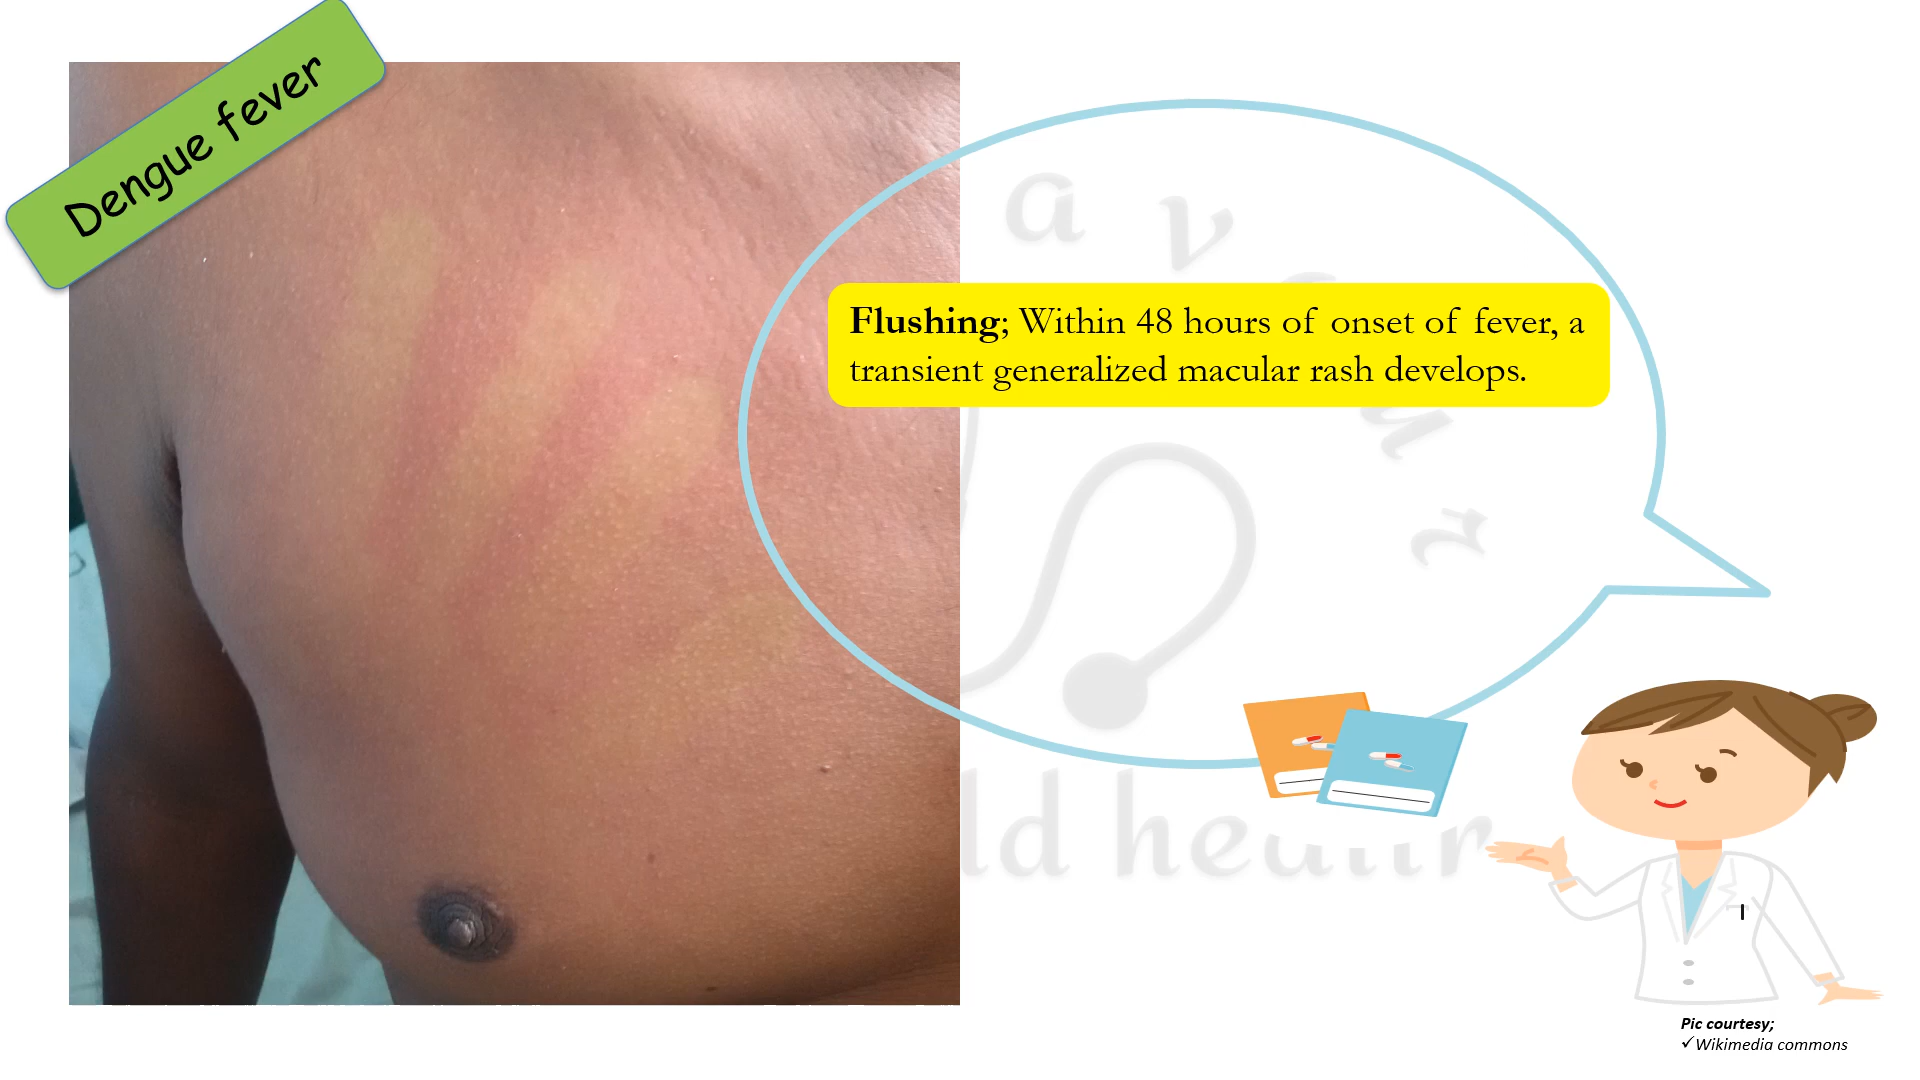 Dengue fever
Flushing; Within 48 hours of onset of fever, a
transient generalized macular rash develops.
Pic courtesy;
✓Wikimedia commons